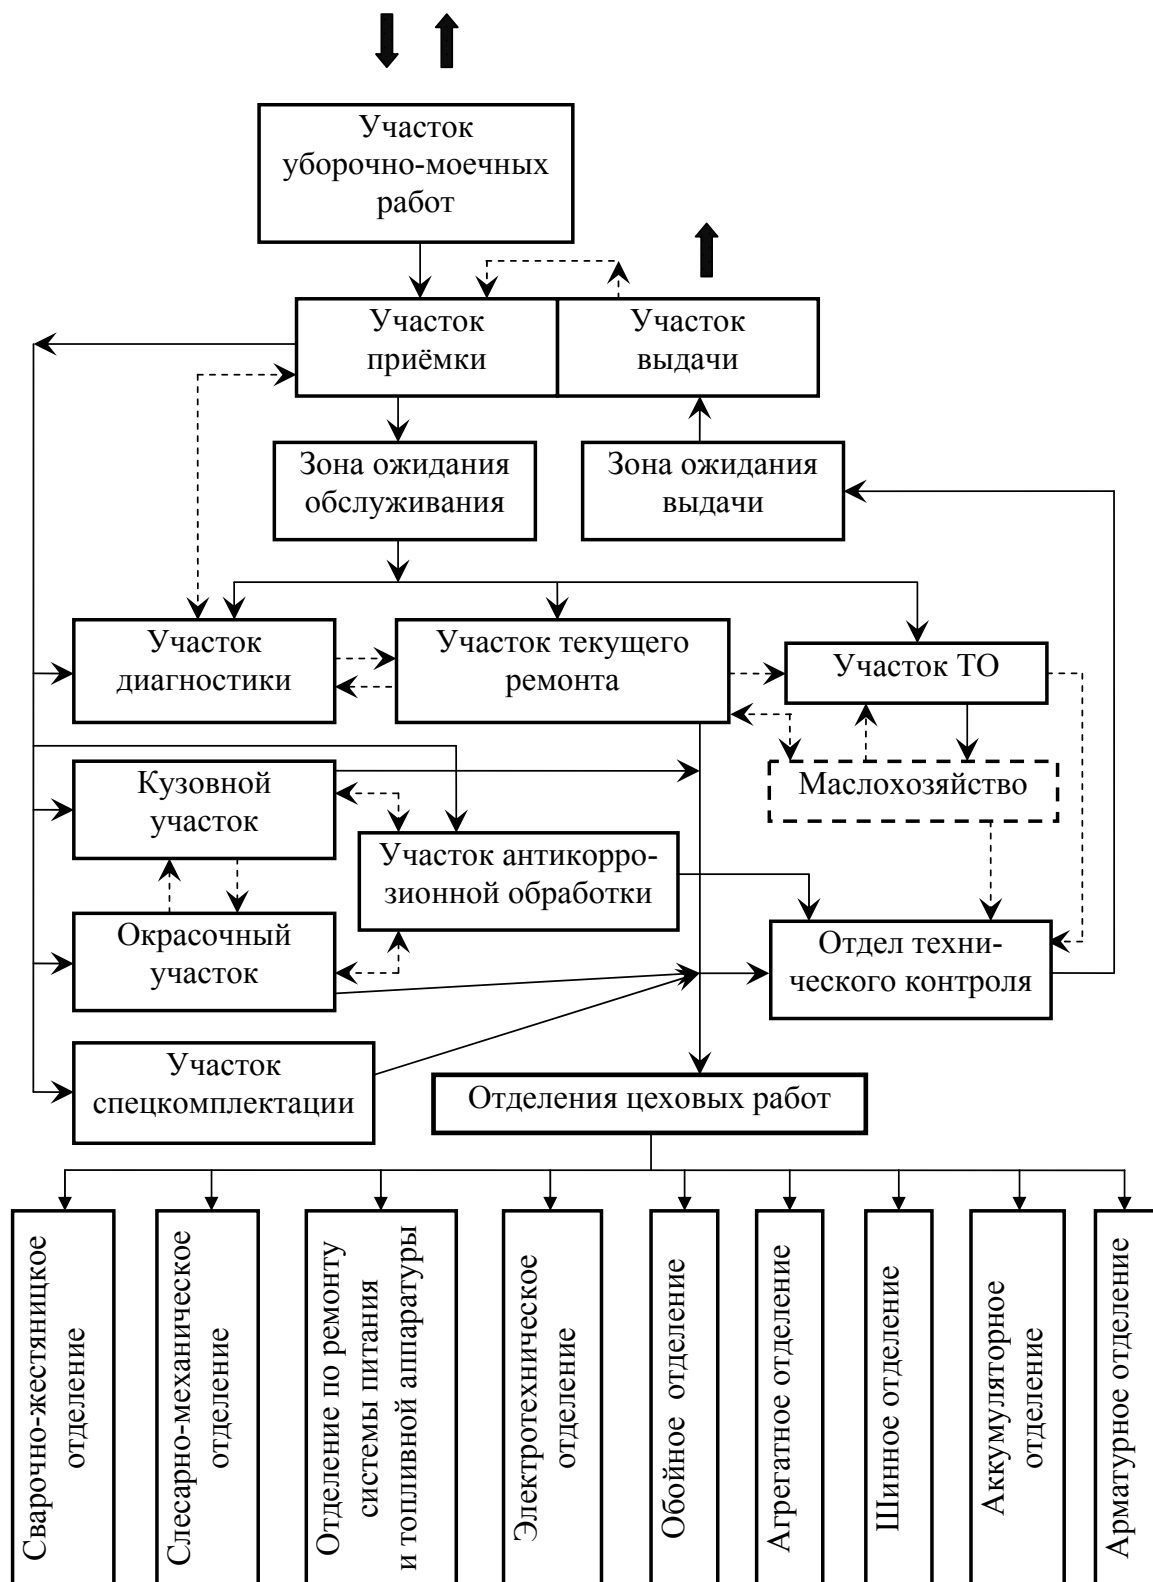 Участок
уборочно-моечных
работ
Участок
приёмки
Участок
выдачи
Зона ожидания
обслуживания
Зона ожидания
выдачи
Участок
диагностики
Участок текущего
ремонта
Участок ТО
Кузовной
участок
Маслохозяйство
Участок антикорро-
зионной обработки
Окрасочный
участок
Отдел техни-
ческого контроля
Участок
спецкомплектации
Отделения цеховых работ
Сварочно-жестяницкое
отделение
Слесарно-механическое
отделение
Отделение по ремонту
системы питания
и топливной аппаратуры
Электротехническое
отделение
Обойное отделение
Агрегатное отделение
Шинное отделение
Аккумуляторное
отделение
Арматурное отделение